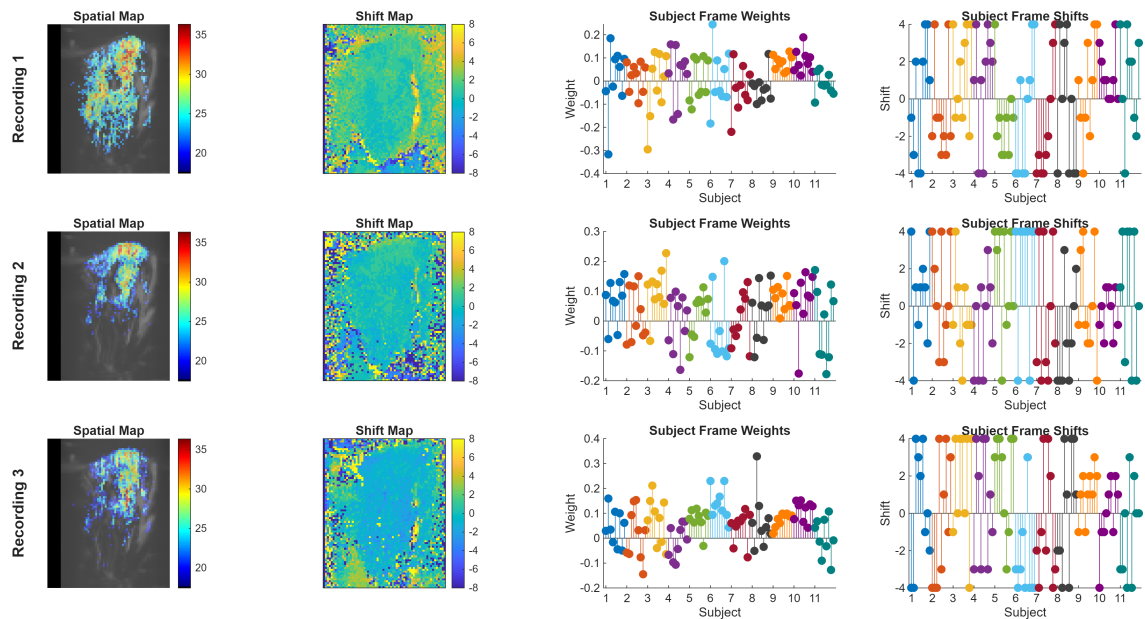 Recording 1
Spatial Map
35
30
25
20
Shift Map
8
6
4
2
0
-2
-4
-6
-8
Subject Frame Weights
Weight
0.2
0.1
0
-0.1
-0.2
-0.3
-0.4
1 2 3 4 5 6 7 8 9 10 11
Subject
Subject Frame Shifts
Shift
4
2
0
-2
-4
1 2 3 4 5 6 7 8 9 10 11
Subject
Recording 2
Spatial Map
35
30
25
20
Shift Map
8
6
4
2
0
-2
-4
-6
-8
Subject Frame Weights
Weight
0.3
0.2
0.1
0
-0.1
-0.2
1 2 3 4 5 6 7 8 9 10 11
Subject
Subject Frame Shifts
Shift
4
2
0
-2
-4
1 2 3 4 5 6 7 8 9 10 11
Subject
Recording 3
Spatial Map
35
30
25
20
Shift Map
8
6
4
2
0
-2
-4
-6
-8
Subject Frame Weights
Weight
0.4
0.3
0.2
0.1
0
-0.1
0.2
1 2 3 4 5 6 7 8 9 10 11
Subject
Subject Frame Shifts
Shift
4
2
0
-2
-4
1 2 3 4 5 6 7 8 9 10 11
Subject